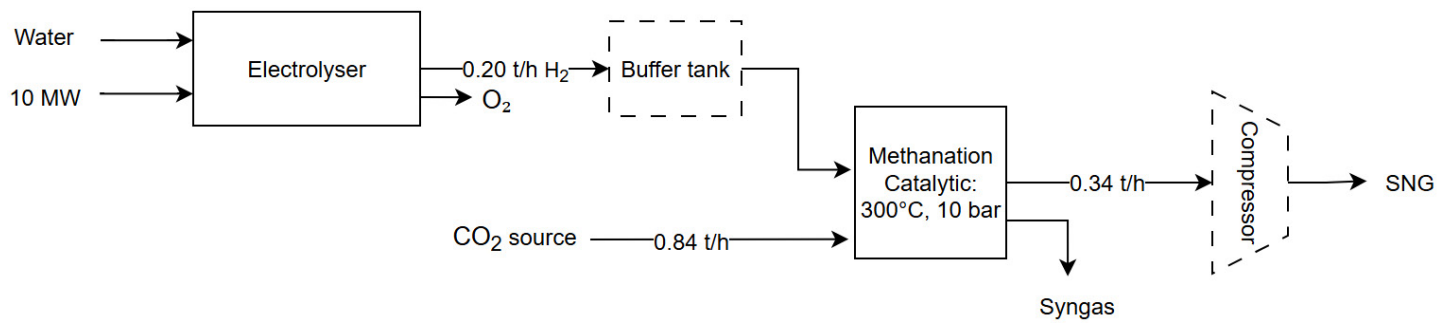 Water
10 MW
Electrolyser
0.20 t/h H₂
O₂
Buffer tank
Methanation
Catalytic:
300°C, 10 bar
CO₂ source
0.84 t/h
0.34 t/h
Syngas
Compressor
SNG